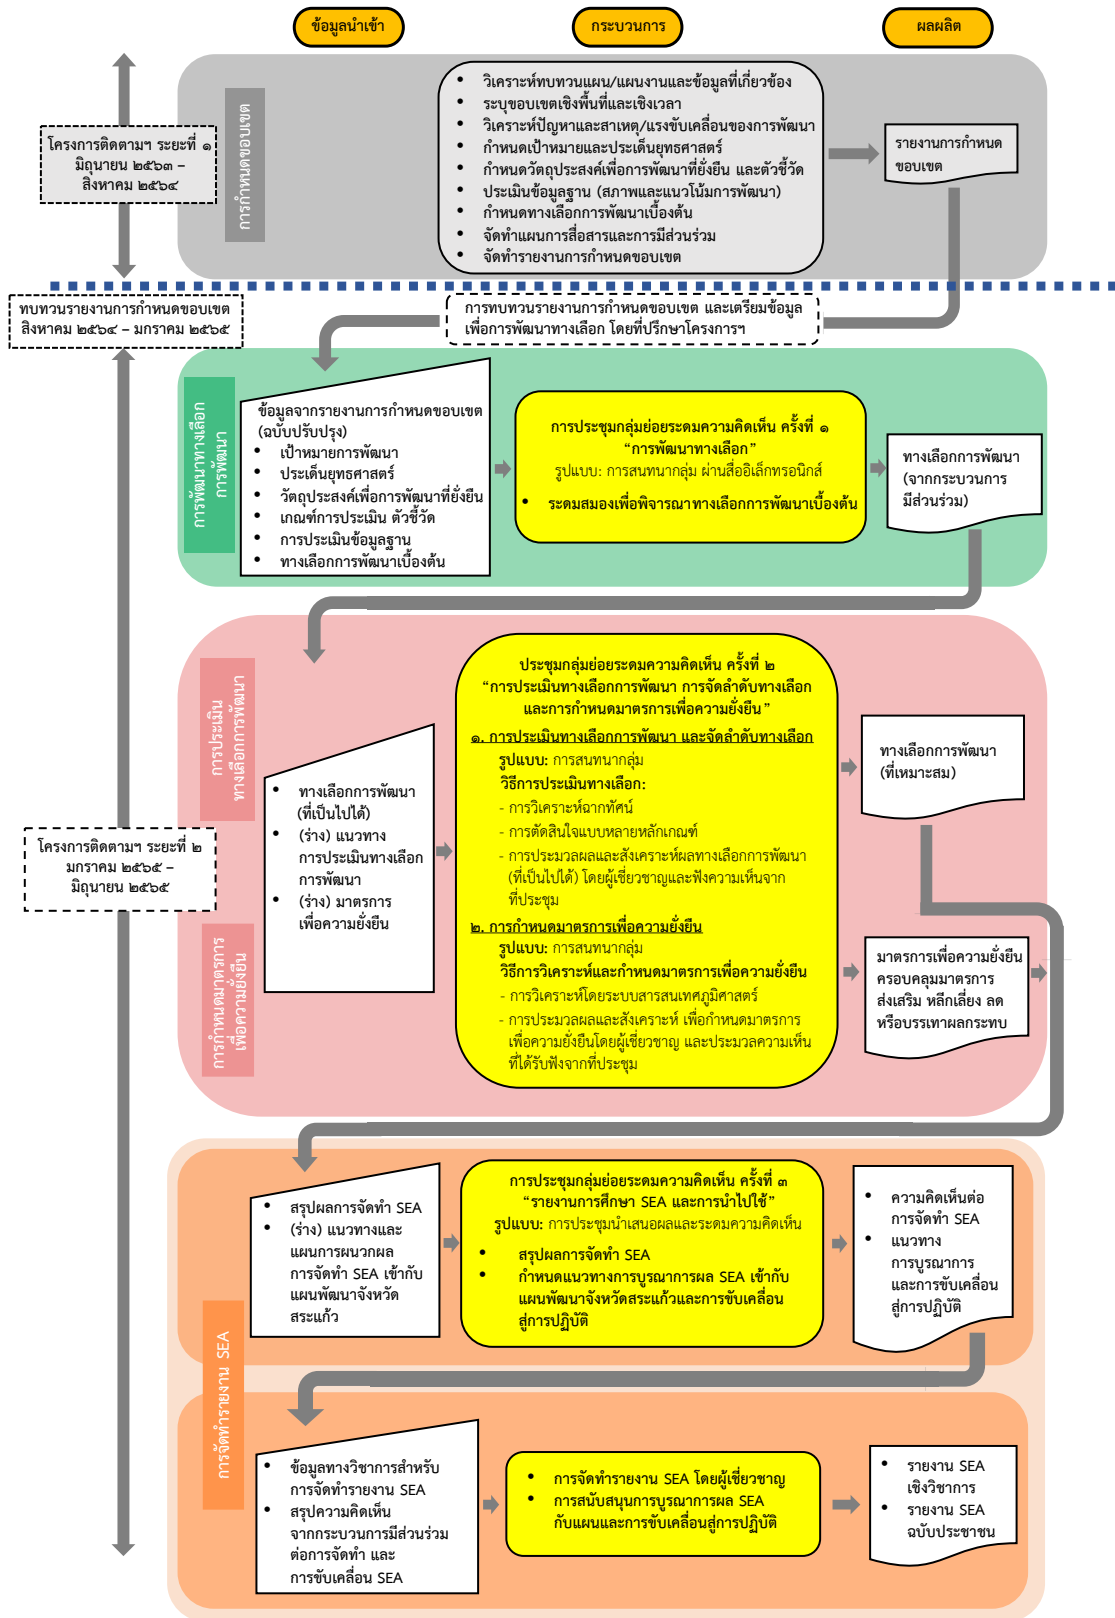 ข้อมูลนำเข้า
กระบวนการ
ผลผลิต
โครงการติดตามฯ ระยะที่ ๑
มิถุนายน ๒๕๖๓ –
สิงหาคม ๒๕๖๔
การกำหนดขอบเขต
• วิเคราะห์ทบทวนแผน/แผนงานและข้อมูลที่เกี่ยวข้อง
• ระบุขอบเขตเชิงพื้นที่และเชิงเวลา
• วิเคราะห์ปัญหาและสาเหตุ/แรงขับเคลื่อนของการพัฒนา
• กำหนดเป้าหมายและประเด็นยุทธศาสตร์
• กำหนดวัตถุประสงค์เพื่อการพัฒนาที่ยั่งยืน และตัวชี้วัด
• ประเมินข้อมูลฐาน (สภาพและแนวโน้มการพัฒนา)
• กำหนดทางเลือกการพัฒนาเบื้องต้น
• จัดทำแผนการสื่อสารและการมีส่วนร่วม
• จัดทำรายงานการกำหนดขอบเขต
รายงานการกำหนด
ขอบเขต
ทบทวนรายงานการกำหนดขอบเขต
สิงหาคม ๒๕๖๔ – มกราคม ๒๕๖๕
การทบทวนรายงานการกำหนดขอบเขต และเตรียมข้อมูล
เพื่อการพัฒนาทางเลือก โดยที่ปรึกษาโครงการฯ
การพัฒนาทางเลือก
การพัฒนา
ข้อมูลจากรายงานการกำหนดขอบเขต
(ฉบับปรับปรุง)
• เป้าหมายการพัฒนา
• ประเด็นยุทธศาสตร์
• วัตถุประสงค์เพื่อการพัฒนาที่ยั่งยืน
• เกณฑ์การประเมิน ตัวชี้วัด
• การประเมินข้อมูลฐาน
• ทางเลือกการพัฒนาเบื้องต้น
การประชุมกลุ่มย่อยระดมความคิดเห็น ครั้งที่ ๑
“การพัฒนาทางเลือก”
รูปแบบ: การสนทนากลุ่ม ผ่านสื่ออิเล็กทรอนิกส์
• ระดมสมองเพื่อพิจารณาทางเลือกการพัฒนาเบื้องต้น
ทางเลือกการพัฒนา
(จากกระบวนการ
มีส่วนร่วม)
โครงการติดตามฯ ระยะที่ ๒
มกราคม ๒๕๖๕ –
มิถุนายน ๒๕๖๕
การประเมิน
ทางเลือกการพัฒนา
การกำหนดมาตรการ
เพื่อความยั่งยืน
• ทางเลือกการพัฒนา
(ที่เป็นไปได้)
• (ร่าง) แนวทาง
การประเมินทางเลือก
การพัฒนา
• (ร่าง) มาตรการ
เพื่อความยั่งยืน
ประชุมกลุ่มย่อยระดมความคิดเห็น ครั้งที่ ๒
“การประเมินทางเลือกการพัฒนา การจัดลำดับทางเลือก
และการกำหนดมาตรการเพื่อความยั่งยืน”
๑. การประเมินทางเลือกการพัฒนา และจัดลำดับทางเลือก
รูปแบบ: การสนทนากลุ่ม
วิธีการประเมินทางเลือก:
- การวิเคราะห์ฉากทัศน์
- การตัดสินใจแบบหลายหลักเกณฑ์
- การประมวลผลและสังเคราะห์ผลทางเลือกการพัฒนา
(ที่เป็นไปได้) โดยผู้เชี่ยวชาญและฟังความเห็นจาก
ที่ประชุม
๒. การกำหนดมาตรการเพื่อความยั่งยืน
รูปแบบ: การสนทนากลุ่ม
วิธีการวิเคราะห์และกำหนดมาตรการเพื่อความยั่งยืน
- การวิเคราะห์โดยระบบสารสนเทศภูมิศาสตร์
- การประมวลผลและสังเคราะห์ เพื่อกำหนดมาตรการ
เพื่อความยั่งยืนโดยผู้เชี่ยวชาญ และประมวลความเห็น
ที่ได้รับฟังจากที่ประชุม
ทางเลือกการพัฒนา
(ที่เหมาะสม)
มาตรการเพื่อความยั่งยืน
ครอบคลุมมาตรการ
ส่งเสริม หลีกเลี่ยง ลด
หรือบรรเทาผลกระทบ
การจัดทำรายงาน SEA
• สรุปผลการจัดทำ SEA
• (ร่าง) แนวทางและ
แผนการผนวกผล
การจัดทำ SEA เข้ากับ
แผนพัฒนาจังหวัด
สระแก้ว
การประชุมกลุ่มย่อยระดมความคิดเห็น ครั้งที่ ๓
“รายงานการศึกษา SEA และการนำไปใช้”
รูปแบบ: การประชุมนำเสนอผลและระดมความคิดเห็น
• สรุปผลการจัดทำ SEA
• กำหนดแนวทางการบูรณาการผล SEA เข้ากับ
แผนพัฒนาจังหวัดสระแก้วและการขับเคลื่อน
สู่การปฏิบัติ
• ความคิดเห็นต่อ
การจัดทำ SEA
• แนวทาง
การบูรณาการ
และการขับเคลื่อน
สู่การปฏิบัติ
• ข้อมูลทางวิชาการสำหรับ
การจัดทำรายงาน SEA
• สรุปความคิดเห็น
จากกระบวนการมีส่วนร่วม
ต่อการจัดทำ และ
การขับเคลื่อน SEA
• การจัดทำรายงาน SEA โดยผู้เชี่ยวชาญ
• การสนับสนุนการบูรณาการผล SEA
กับแผนและการขับเคลื่อนสู่การปฏิบัติ
• รายงาน SEA
เชิงวิชาการ
• รายงาน SEA
ฉบับประชาชน